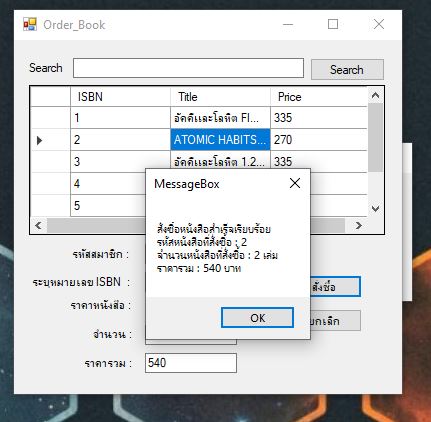 Order_Book
Search
Search
ISBN Title Price
1 อัคคีและโลหิต FI... 335
2 ATOMIC HABITS... 270
3 อัคคีและโลหิต 1.2... 335
4
5
MessageBox
สั่งซื่อหนังสือสำเร็จเรียบร้อย
รหัสหนังสือที่สั่งซื่อ : 2
จำนวนหนังสือที่สั่งซื่อ : 2 เล่ม
ราคารวม : 540 บาท
OK
รหัสสมาชิก :
ระบุหมายเลข ISBN :
สั่งซื่อ
ราคาหนังสือ :
ยกเลิก
จำนวน :
ราคารวม : 540